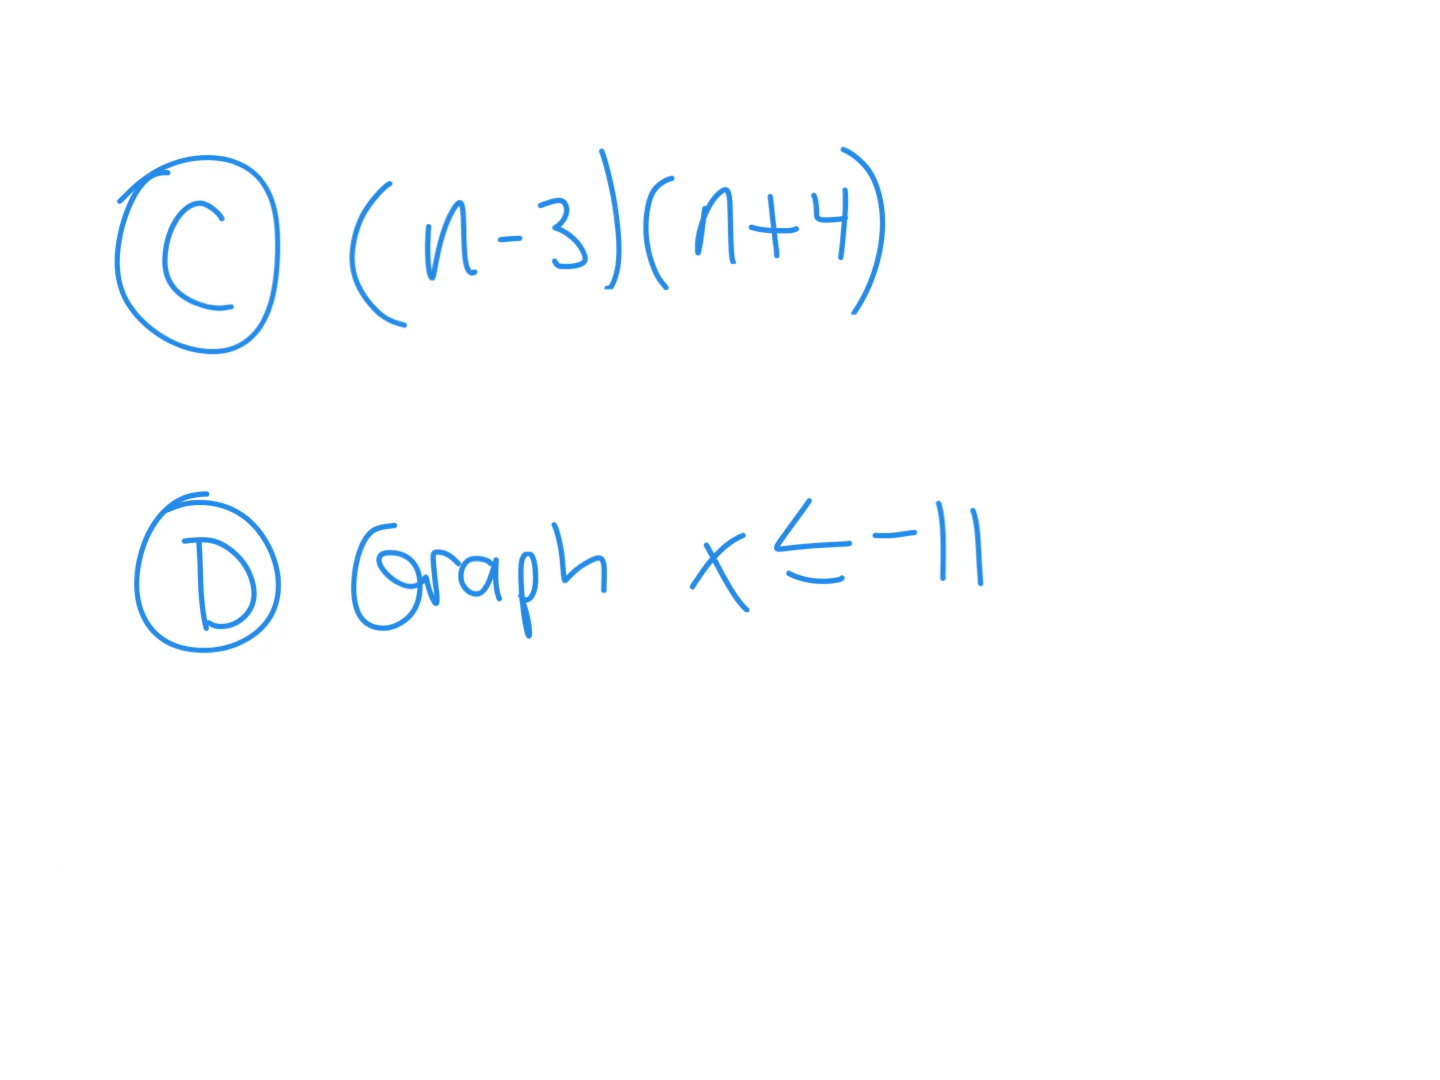 C (n-3)(n+4)
D Graph x ≤ -11